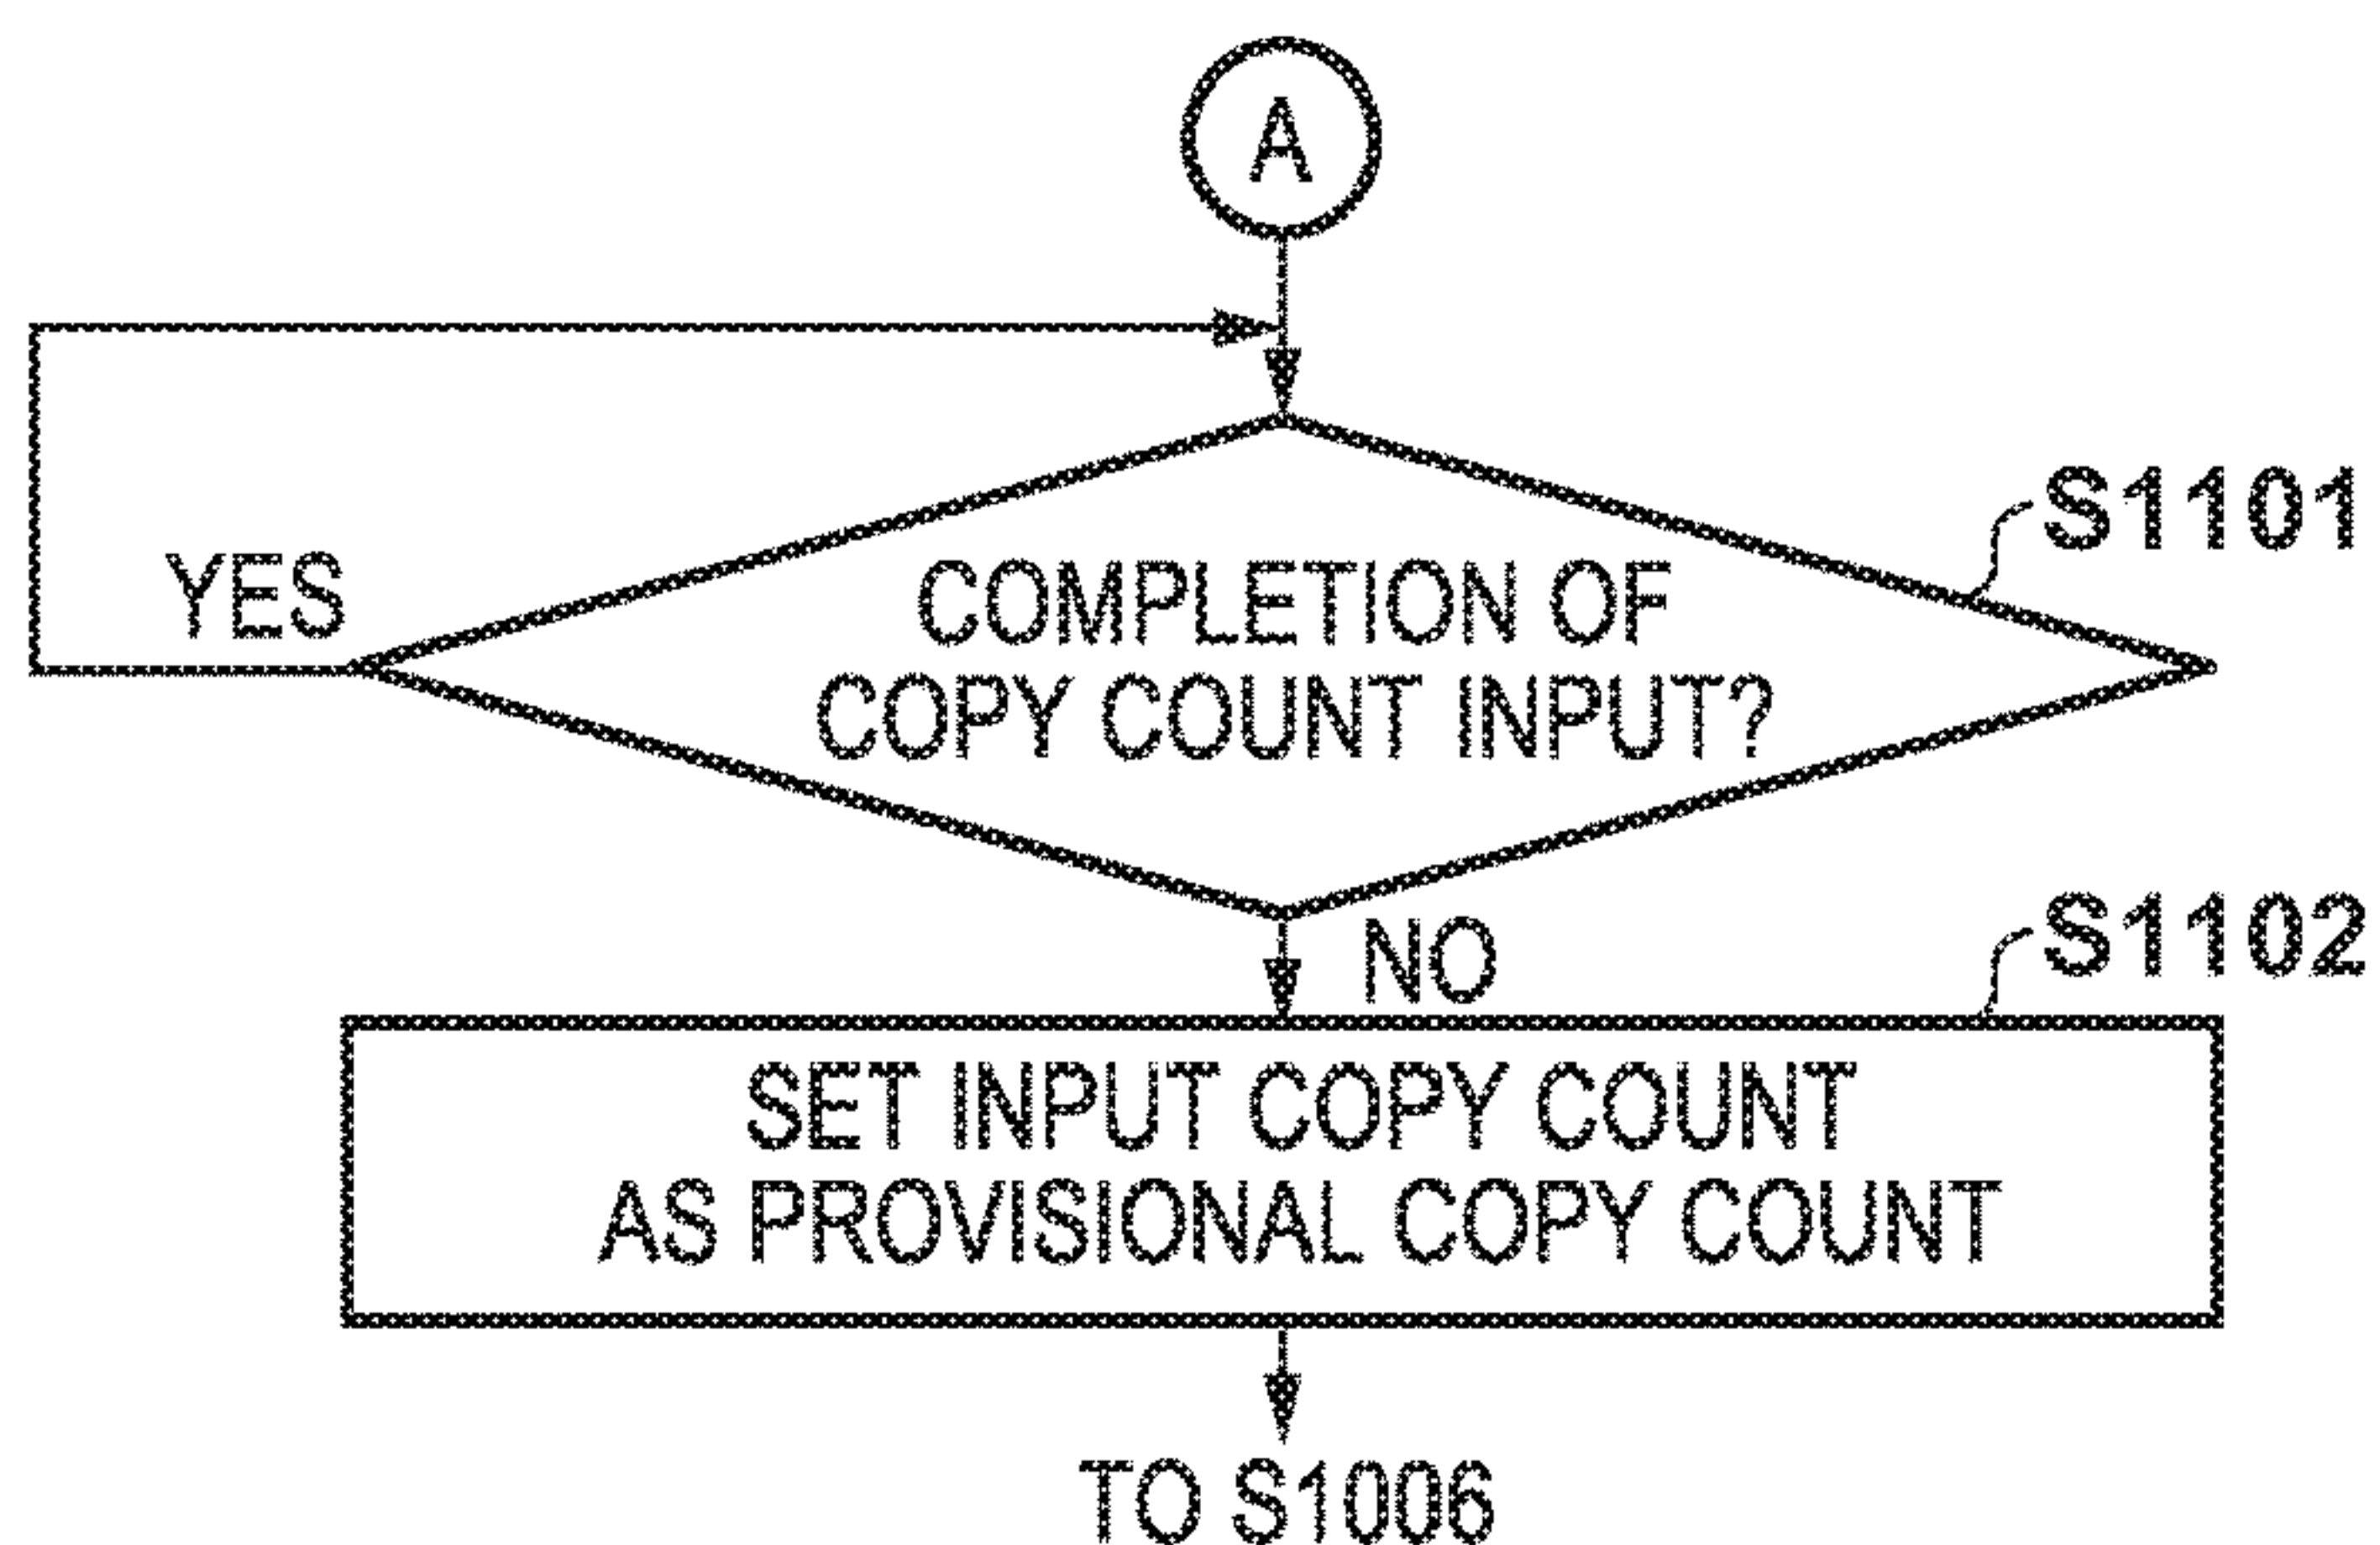 A
S1101
YES
COMPLETION OF
COPY COUNT INPUT?
NO
S1102
SET INPUT COPY COUNT
AS PROVISIONAL COPY COUNT
TO S1006